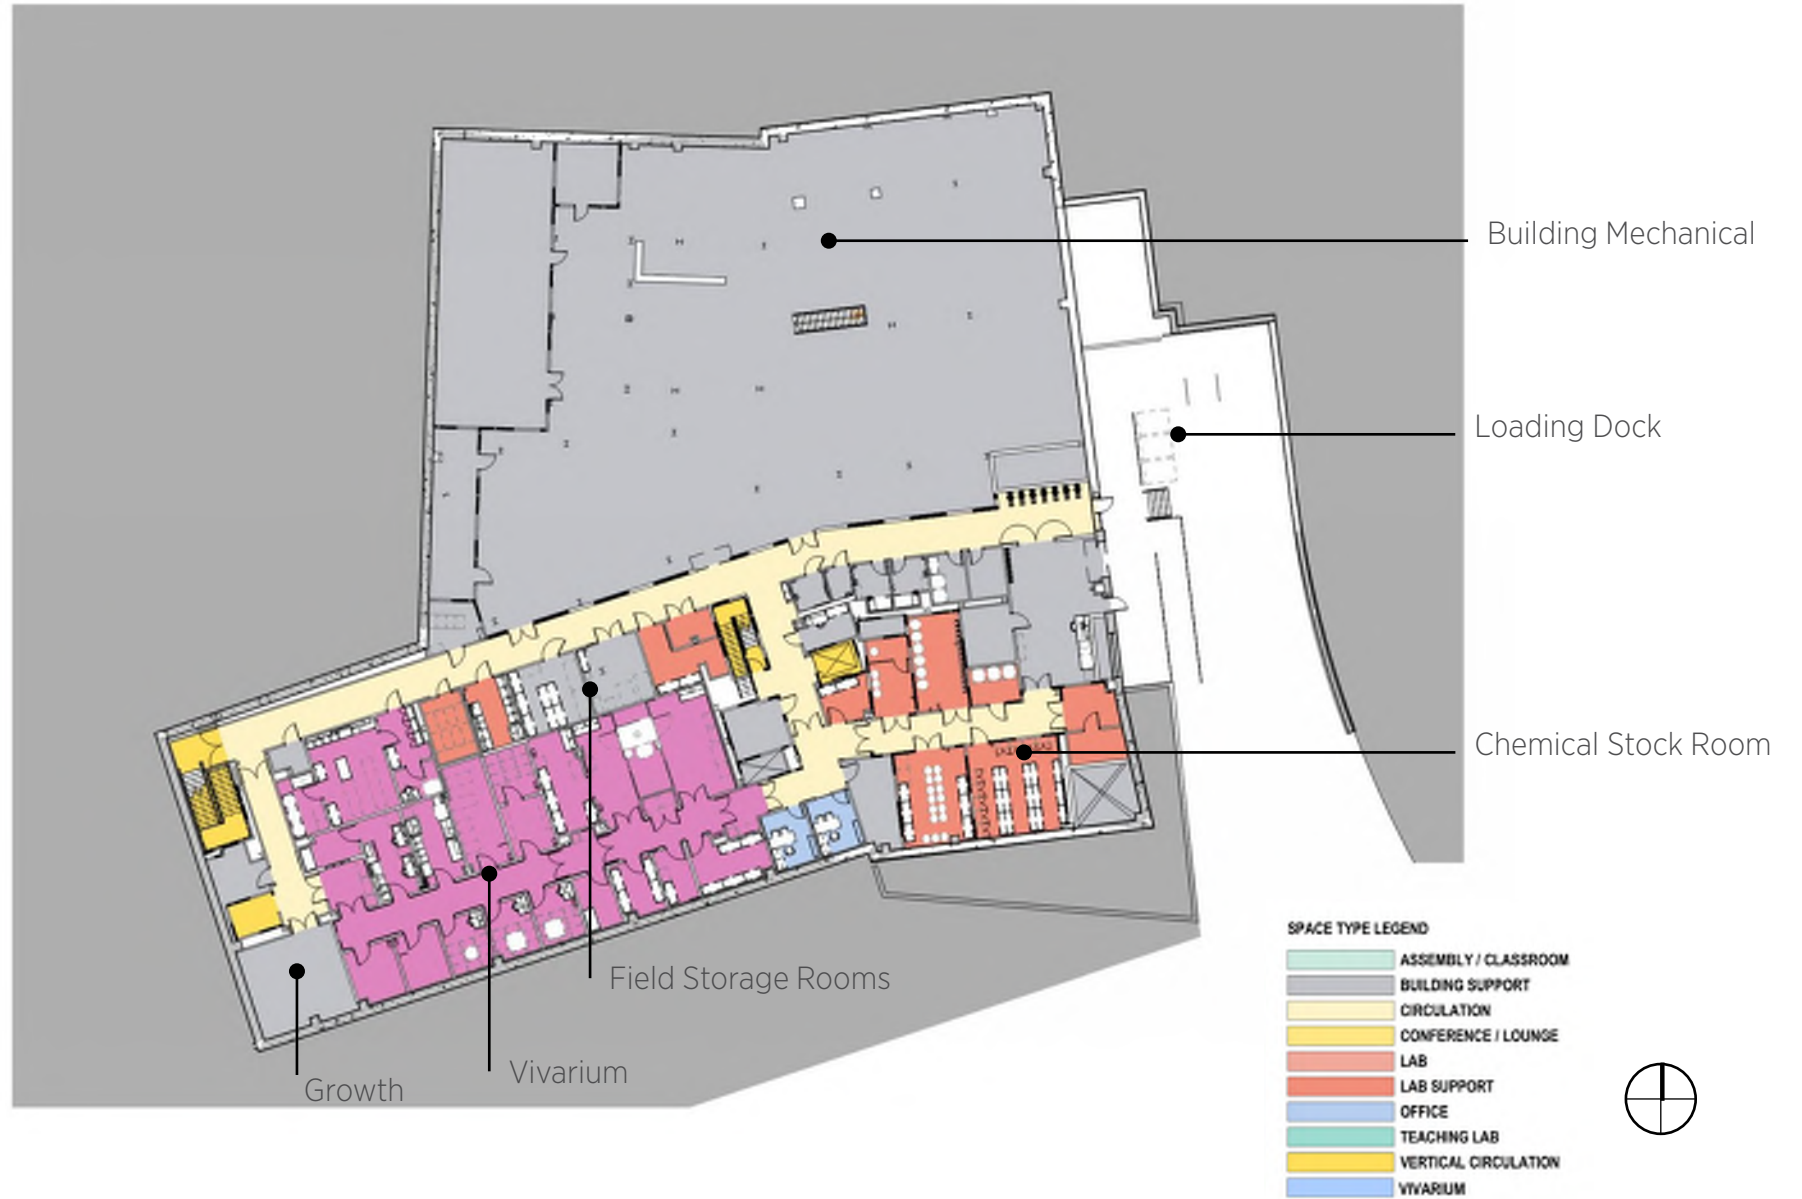 Building Mechanical
Loading Dock
Chemical Stock Room
Field Storage Rooms
Vivarium
Growth
SPACE TYPE LEGEND
ASSEMBLY / CLASSROOM
BUILDING SUPPORT
CIRCULATION
CONFERENCE / LOUNGE
LAB
LAB SUPPORT
OFFICE
TEACHING LAB
VERTICAL CIRCULATION
VIVARIUM